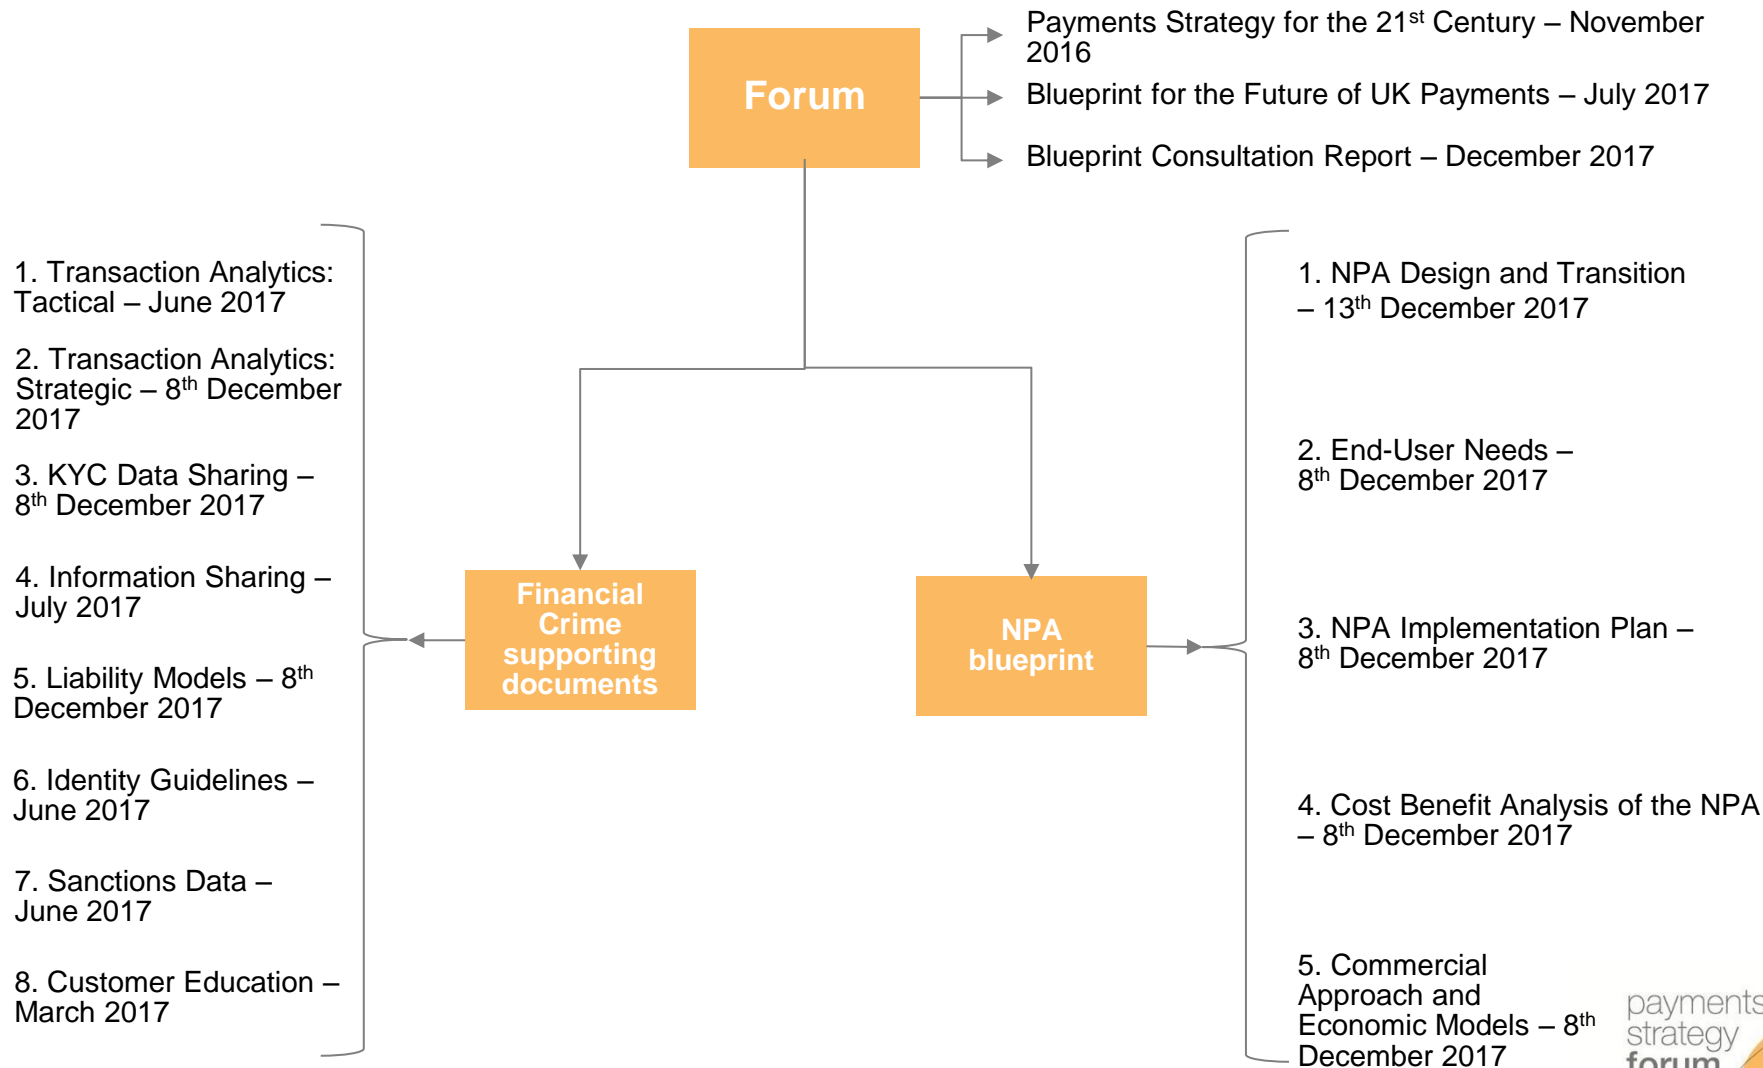 Forum
Payments Strategy for the 21st Century – November
2016
Blueprint for the Future of UK Payments – July 2017
Blueprint Consultation Report – December 2017
1. Transaction Analytics:
Tactical – June 2017
2. Transaction Analytics:
Strategic – 8th December
2017
3. KYC Data Sharing –
8th December 2017
4. Information Sharing –
July 2017
5. Liability Models – 8th
December 2017
6. Identity Guidelines –
June 2017
7. Sanctions Data –
June 2017
8. Customer Education –
March 2017
Financial
Crime
supporting
documents
NPA
blueprint
1. NPA Design and Transition
– 13th December 2017
2. End-User Needs –
8th December 2017
3. NPA Implementation Plan –
8th December 2017
4. Cost Benefit Analysis of the NPA
– 8th December 2017
5. Commercial
Approach and
Economic Models – 8th
December 2017
payments
strategy
forum